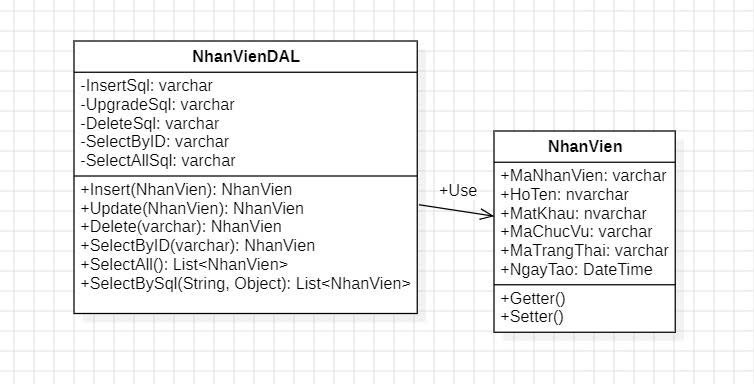 NhanVienDAL
-InsertSql: varchar
-UpgradeSql: varchar
-DeleteSql: varchar
-SelectByID: varchar
-SelectAllSql: varchar
+Insert(NhanVien): NhanVien
+Update(NhanVien): NhanVien
+Delete(varchar): NhanVien
+SelectByID(varchar): NhanVien
+SelectAll(): List<NhanVien>
+SelectBySql(String, Object): List<NhanVien>
+Use
NhanVien
+MaNhanVien: varchar
+HoTen: nvarchar
+MatKhau: nvarchar
+MaChucVu: varchar
+MaTrangThai: varchar
+NgayTao: DateTime
+Getter()
+Setter()